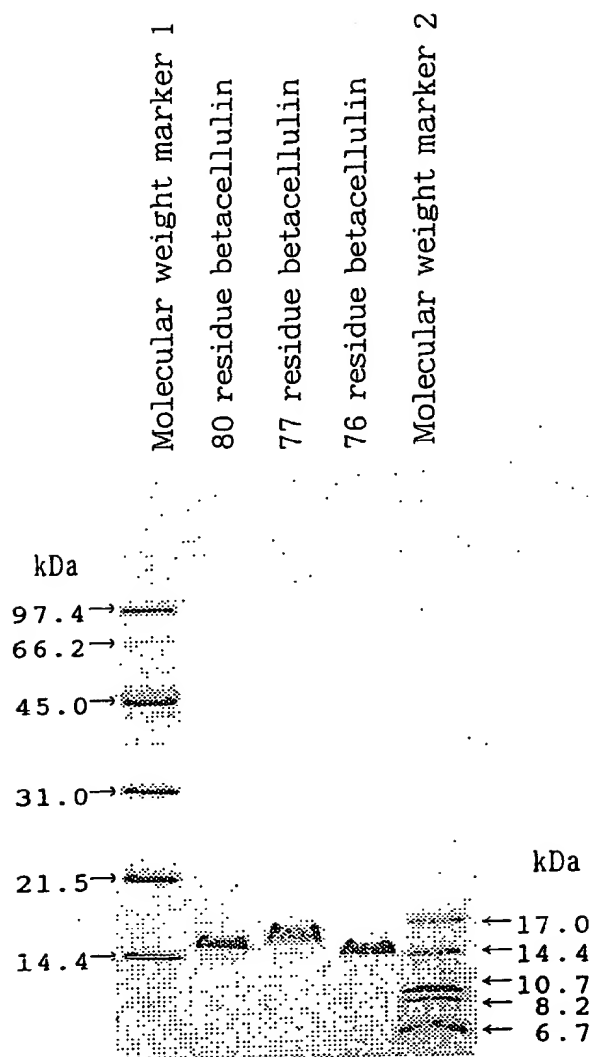 Molecular weight marker 1
80 residue betacellulin
77 residue betacellulin
76 residue betacellulin
Molecular weight marker 2
kDa
97.4→
66.2→
45.0→
31.0→
21.5→
14.4→
kDa
←17.0
←14.4
←10.7
←8.2
←6.7